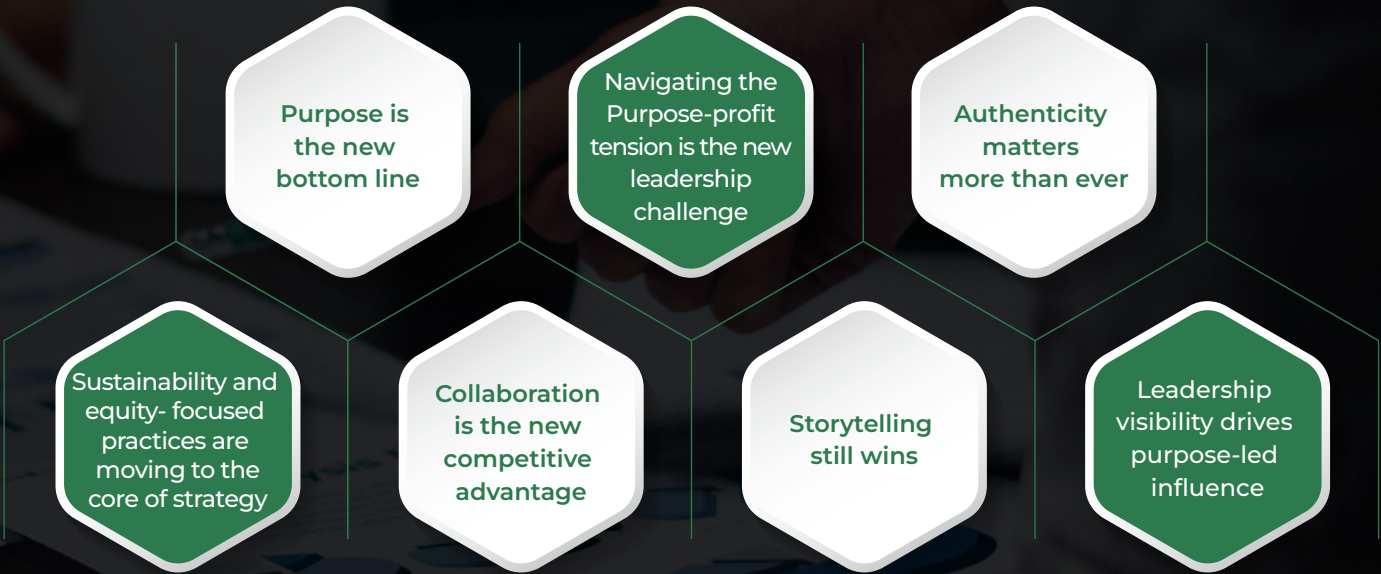 Purpose is
the new
bottom line
Navigating the
Purpose-profit
tension is the new
leadership
challenge
Authenticity
matters
more than ever
Sustainability and
equity- focused
practices are
moving to the
core of strategy
Collaboration
is the new
competitive
advantage
Storytelling
still wins
Leadership
visibility drives
purpose-led
influence